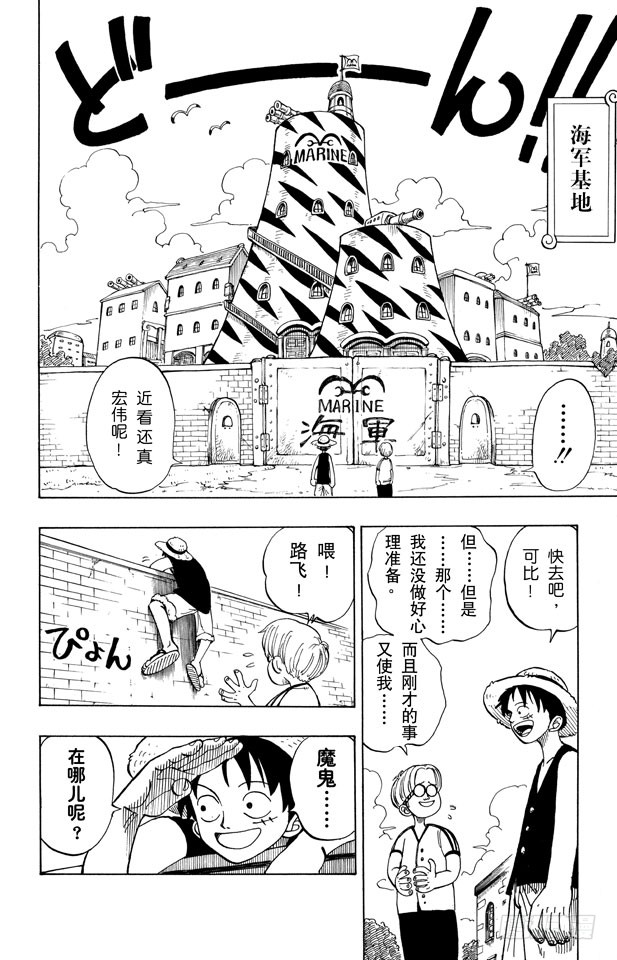 どーん!!
海军基地
MARINE
MARINE
海軍
……!!
近看还真
宏伟呢！
快去吧，
可比！
但……但是
……那个……
我还没做好心
理准备。
而且刚才的事
又使我……
喂！
路飞！
ぴょん
魔鬼……
在哪儿呢？